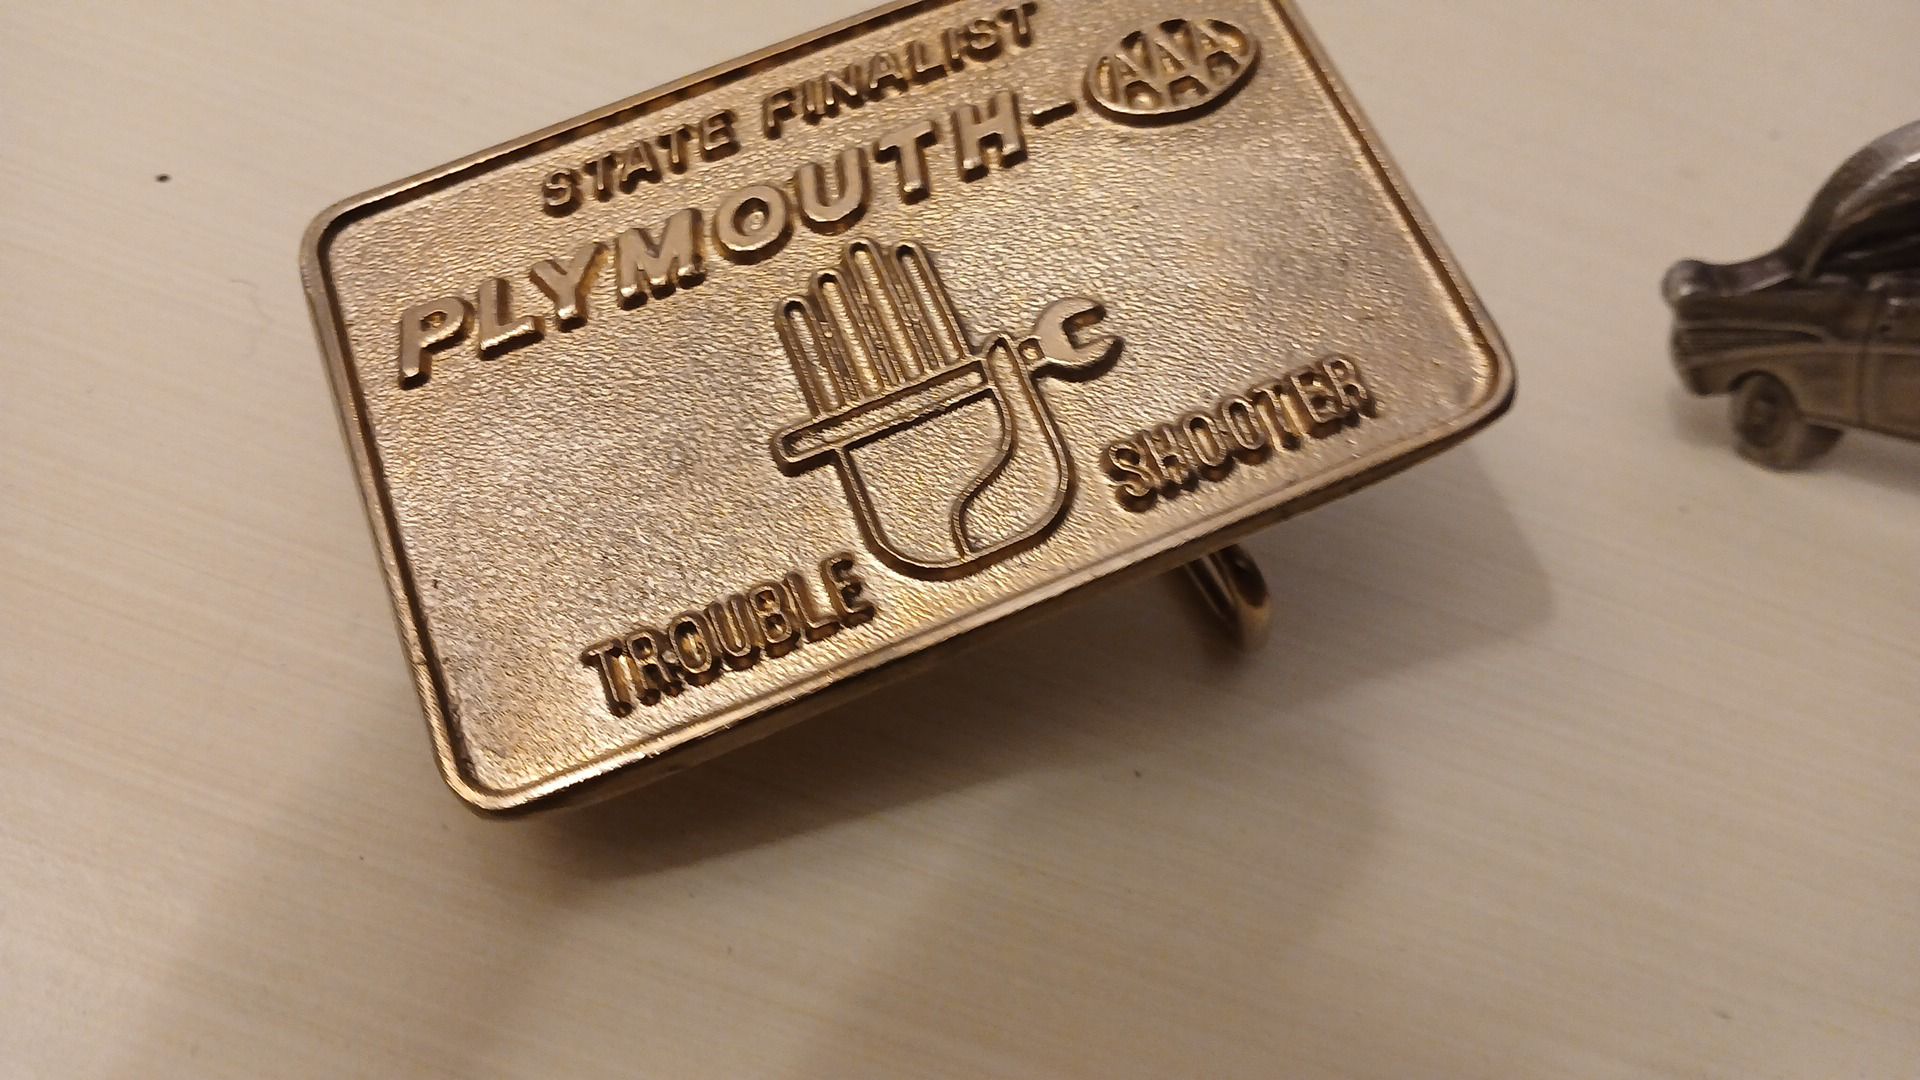 STATE FINALIST
PLYMOUTH-AAA
TROUBLE SHOOTER